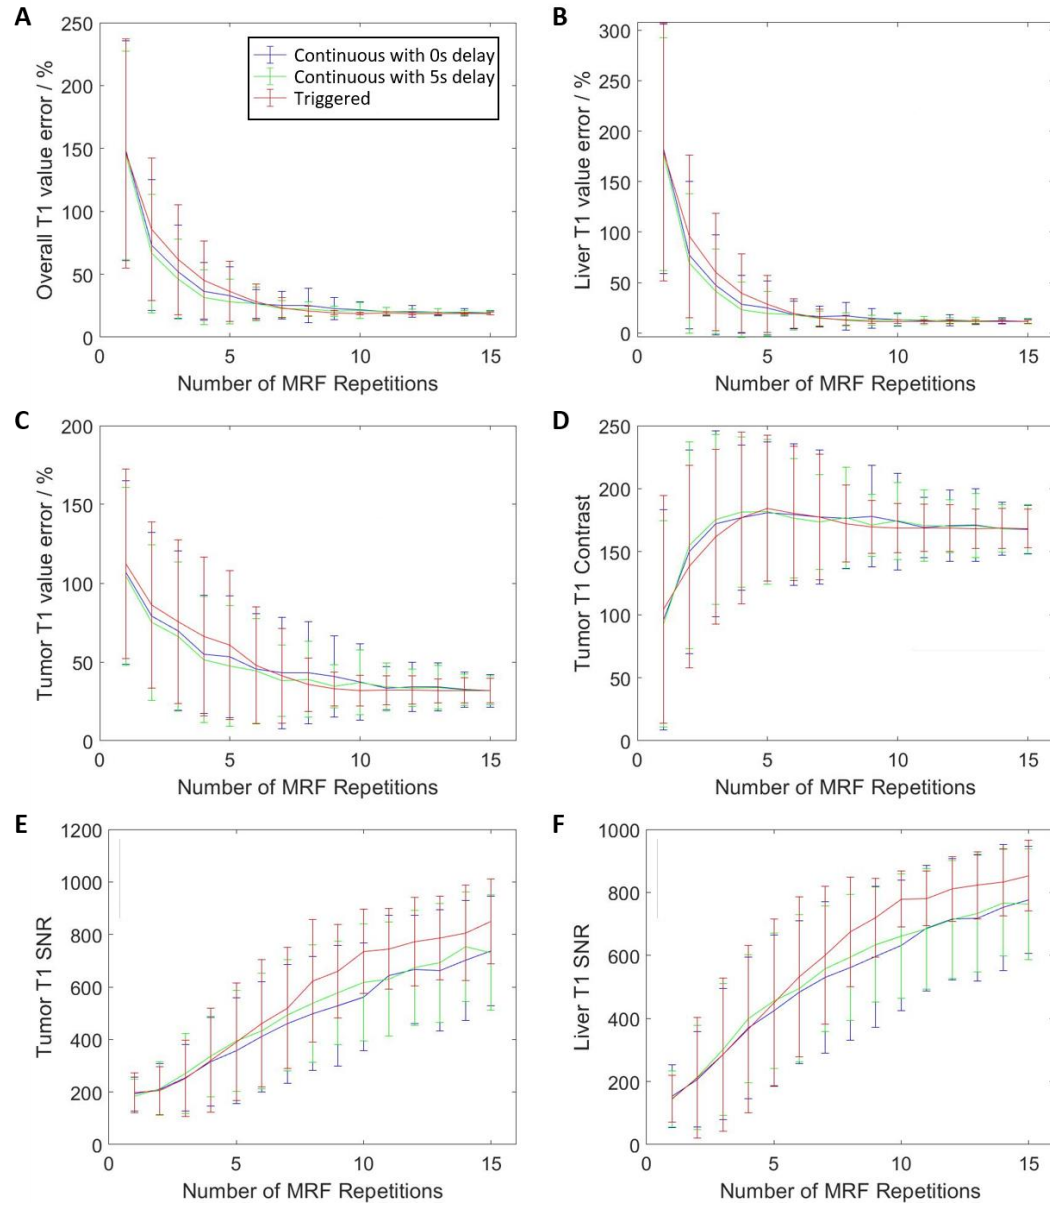 A
250
200
150
100
50
0
Overall T1 value error / %
0 5 10 15
Number of MRF Repetitions
Continuous with 0s delay
Continuous with 5s delay
Triggered
B
300
250
200
150
100
50
0
Liver T1 value error / %
0 5 10 15
Number of MRF Repetitions
C
200
150
100
50
0
Tumor T1 value error / %
0 5 10 15
Number of MRF Repetitions
D
250
200
150
100
50
0
Tumor T1 Contrast
0 5 10 15
Number of MRF Repetitions
E
1200
1000
800
600
400
200
0
Tumor T1 SNR
0 5 10 15
Number of MRF Repetitions
F
1000
800
600
400
200
0
Liver T1 SNR
0 5 10 15
Number of MRF Repetitions